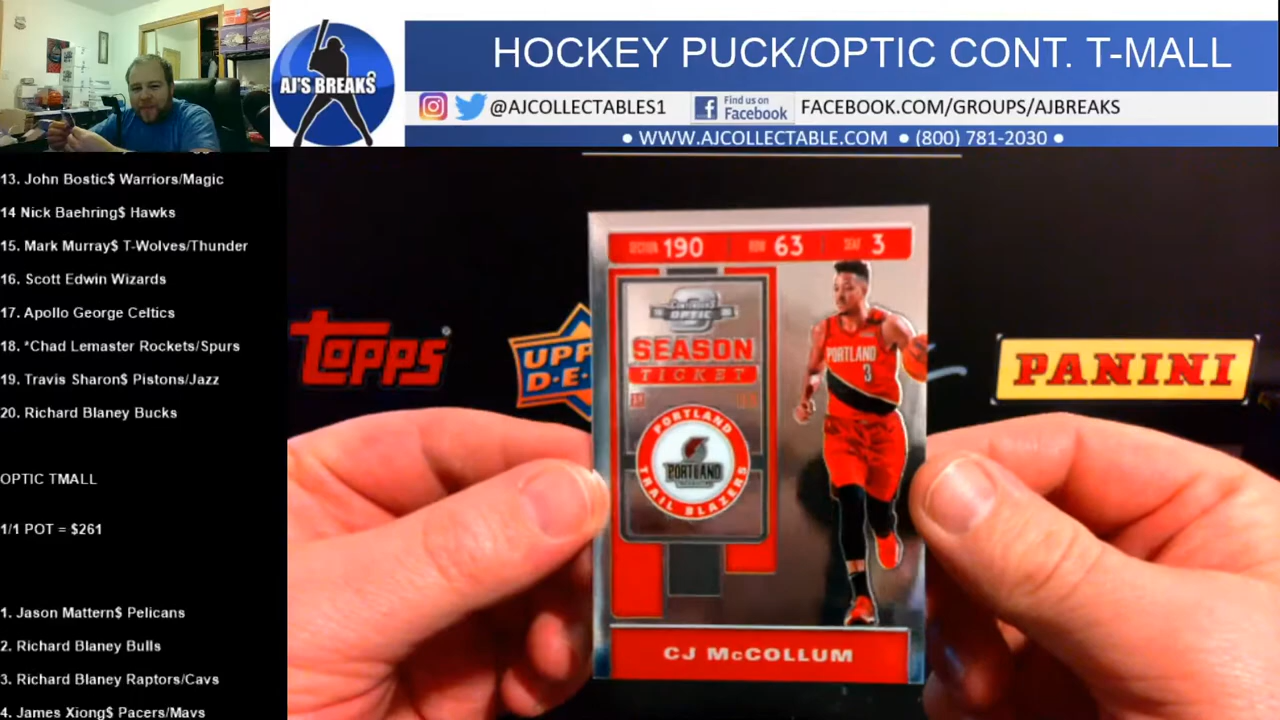 HOCKEY PUCK/OPTIC CONT. T-MALL
AJ'S BREAKS
@AJCOLLECTABLES1
Find us on
Facebook
FACEBOOK.COM/GROUPS/AJBREAKS
● WWW.AJCOLLECTABLE.COM ● (800) 781-2030 ●
13. John Bostic$ Warriors/Magic
14 Nick Baehring$ Hawks
15. Mark Murray$ T-Wolves/Thunder
16. Scott Edwin Wizards
17. Apollo George Celtics
18. *Chad Lemaster Rockets/Spurs
19. Travis Sharon$ Pistons/Jazz
20. Richard Blaney Bucks
OPTIC TMALL
1/1 POT = $261
1. Jason Mattern$ Pelicans
2. Richard Blaney Bulls
3. Richard Blaney Raptors/Cavs
4. James Xiong$ Pacers/Mavs
SECTION 190 ROW 63 SEAT 3
CONTENDERS
OPTIC
SEASON
TICKET
PORTLAND
PORTLAND
TRAIL BLAZERS
PORTLAND
3
CJ McCOLLUM
TOPPS
UPP
D·E
PANINI